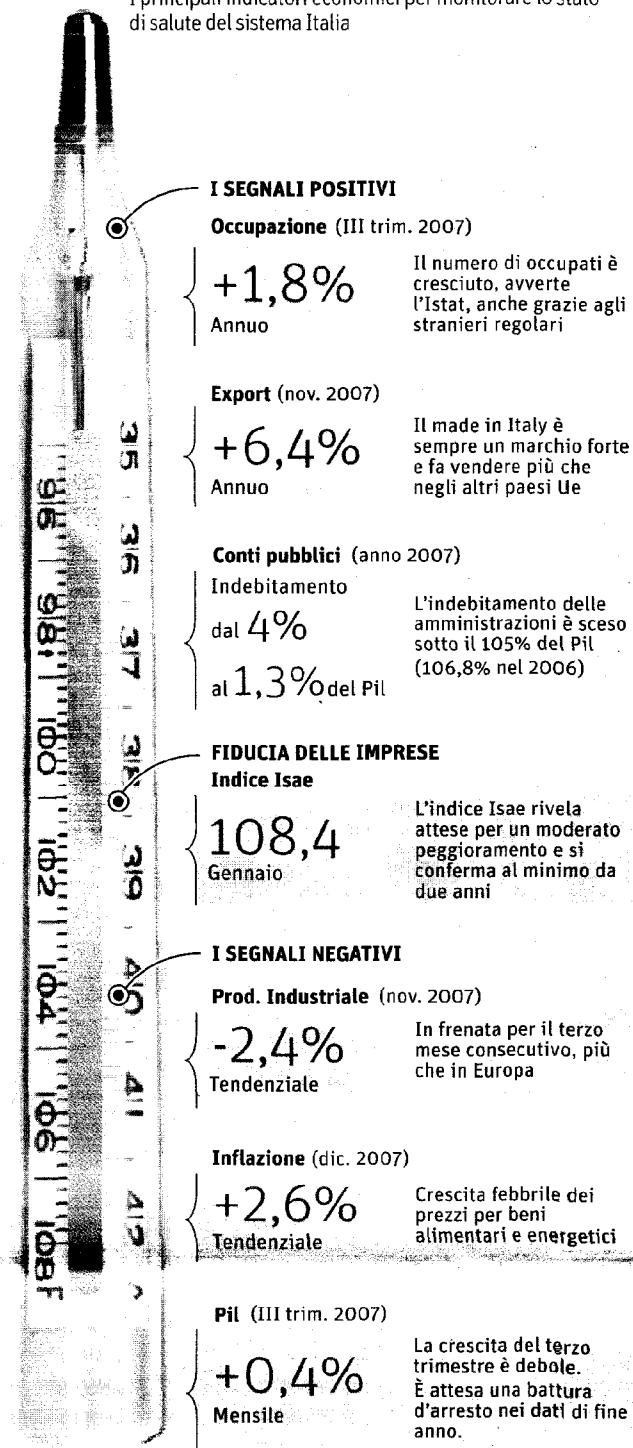 I principali indicatori economici per monitorare lo stato
di salute del sistema Italia
I SEGNALI POSITIVI
Occupazione (III trim. 2007)
+1,8%
Annuo
Il numero di occupati è
cresciuto, avverte
l'Istat, anche grazie agli
stranieri regolari
Export (nov. 2007)
+6,4%
Annuo
Il made in Italy è
sempre un marchio forte
e fa vendere più che
negli altri paesi Ue
Conti pubblici (anno 2007)
Indebitamento
dal 4%
al 1,3% del Pil
L'indebitamento delle
amministrazioni è sceso
sotto il 105% del Pil
(106,8% nel 2006)
FIDUCIA DELLE IMPRESE
Indice Isae
108,4
Gennaio
L'indice Isae rivela
attese per un moderato
peggioramento e si
conferma al minimo da
due anni
I SEGNALI NEGATIVI
Prod. Industriale (nov. 2007)
-2,4%
Tendenziale
In frenata per il terzo
mese consecutivo, più
che in Europa
Inflazione (dic. 2007)
+2,6%
Tendenziale
Crescita febbrile dei
prezzi per beni
alimentari e energetici
Pil (III trim. 2007)
+0,4%
Mensile
La crescita del terzo
trimestre è debole.
È attesa una battura
d'arresto nei dati di fine
anno.
35
36
37
38
39
40
41
42
96
98
100
102
104
106
108F